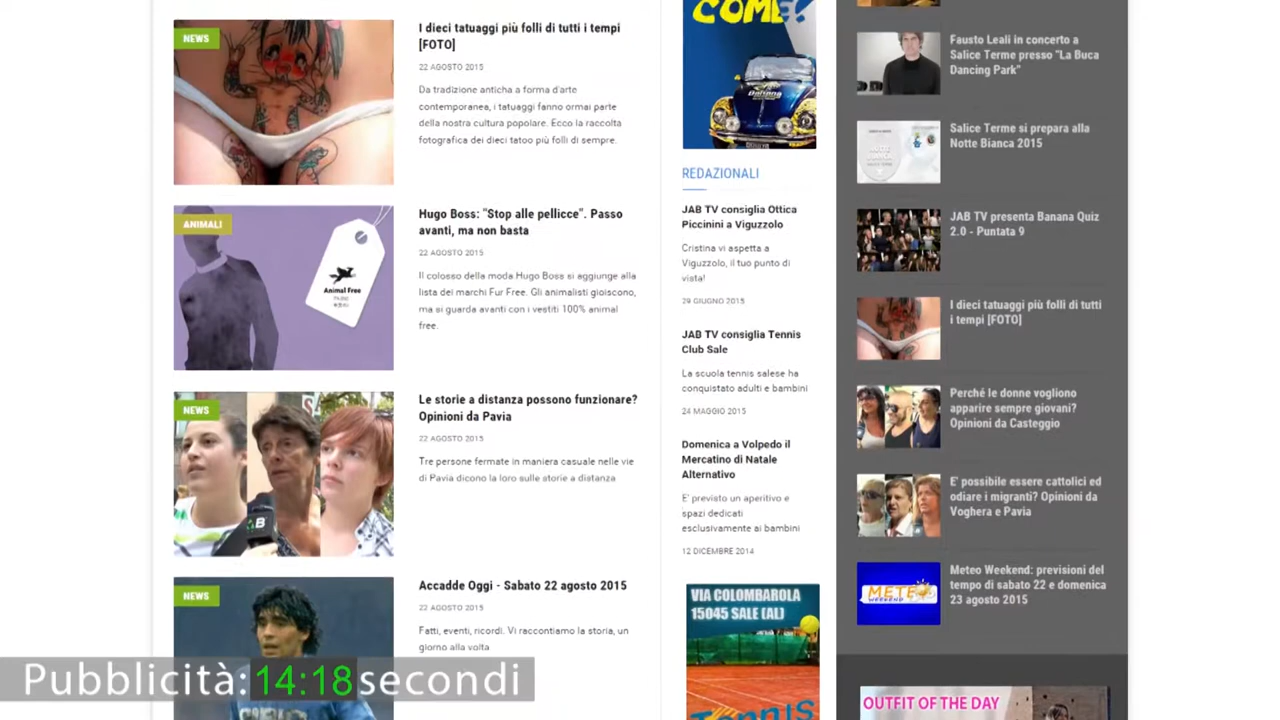 NEWS
I dieci tatuaggi più folli di tutti i tempi
[FOTO]
22 AGOSTO 2015
Da tradizione anticha a forma d'arte
contemporanea, i tatuaggi fanno ormai parte
della nostra cultura popolare. Ecco la raccolta
fotografica dei dieci tatoo più folli di sempre.
ANIMALI
Animal Free
Hugo Boss: "Stop alle pellicce". Passo
avanti, ma non basta
22 AGOSTO 2015
Il colosso della moda Hugo Boss si aggiunge alla
lista dei marchi Fur Free. Gli animalisti gioiscono,
ma si guarda avanti con i vestiti 100% animal
free.
NEWS
Le storie a distanza possono funzionare?
Opinioni da Pavia
22 AGOSTO 2015
Tre persone fermate in maniera casuale nelle vie
di Pavia dicono la loro sulle storie a distanza
NEWS
Accadde Oggi - Sabato 22 agosto 2015
22 AGOSTO 2015
Fatti, eventi, ricordi. Vi raccontiamo la storia, un
giorno alla volta
Pubblicità: 14:18 secondi
COME?
REDAZIONALI
JAB TV consiglia Ottica
Piccinini a Viguzzolo
Cristina vi aspetta a
Viguzzolo, il tuo punto di
vista!
29 GIUGNO 2015
JAB TV consiglia Tennis
Club Sale
La scuola tennis salese ha
conquistato adulti e bambini
24 MAGGIO 2015
Domenica a Volpedo il
Mercatino di Natale
Alternativo
E' previsto un aperitivo e
spazi dedicati
esclusivamente ai bambini
12 DICEMBRE 2014
VIA COLOMBAROLA
15045 SALE (AL)
Tennis
Fausto Leali in concerto a
Salice Terme presso "La Buca
Dancing Park"
Salice Terme si prepara alla
Notte Bianca 2015
JAB TV presenta Banana Quiz
2.0 - Puntata 9
I dieci tatuaggi più folli di tutti
i tempi [FOTO]
Perché le donne vogliono
apparire sempre giovani?
Opinioni da Casteggio
E' possibile essere cattolici ed
odiare i migranti? Opinioni da
Voghera e Pavia
METEO
WEEKEND
Meteo Weekend: previsioni del
tempo di sabato 22 e domenica
23 agosto 2015
OUTFIT OF THE DAY